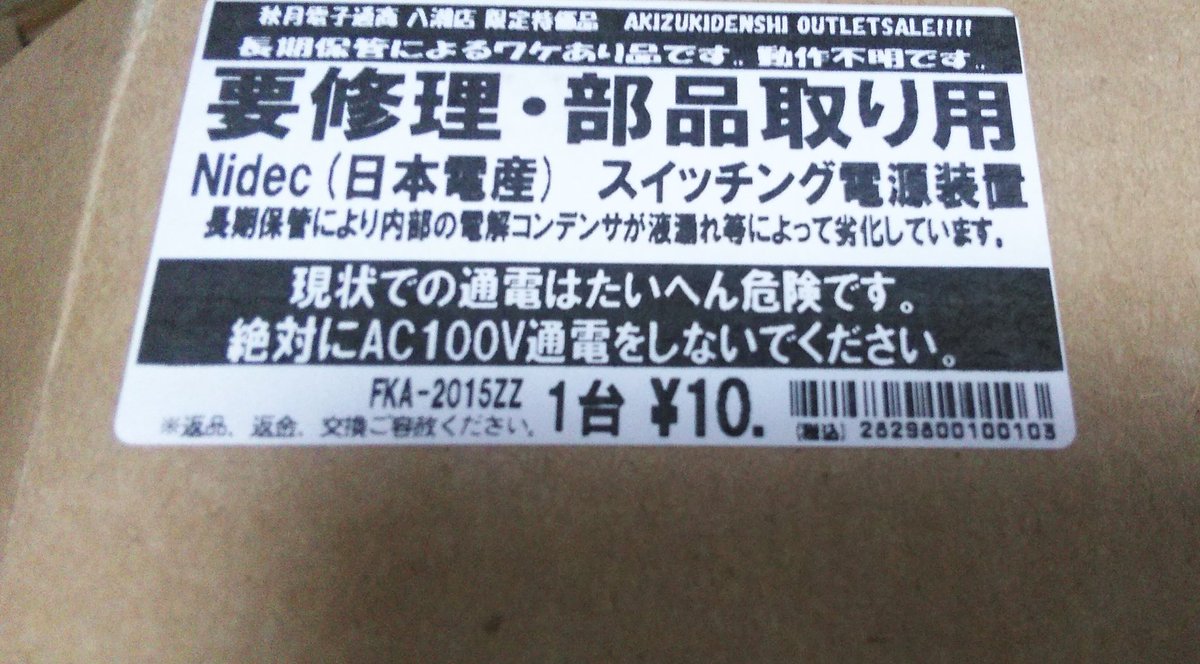 秋月電子通商 八潮店 限定特価品 AKIZUKIDENSHI OUTLETSALE!!!!
長期保管によるワケあり品です.. 動作不明です..
要修理・部品取り用
Nidec(日本電産) スイッチング電源装置
長期保管により内部の電解コンデンサが液漏れ等によって劣化しています。
現状での通電はたいへん危険です。
絶対にAC100V通電をしないでください。
FKA-2015ZZ 1台 ¥10.
※返品、返金、交換ご容赦ください。 (税込) 2829800100103